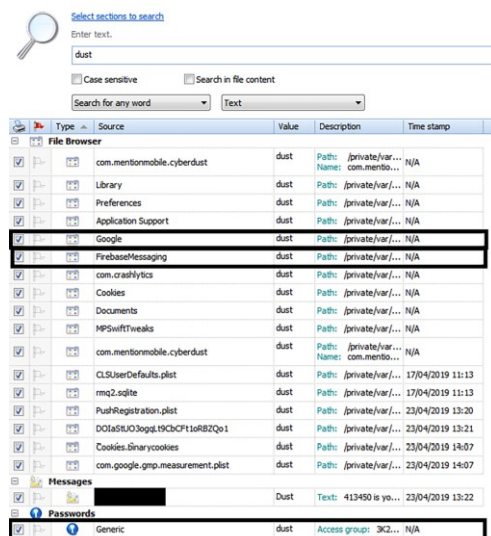 Select sections to search
Enter text.
dust
Case sensitive Search in file content
Search for any word Text
Type Source Value Description Time stamp
File Browser
com.mentionmobile.cyberdust dust Path: /private/var... N/A
Name: com.mentio...
Library dust Path: /private/var/... N/A
Preferences dust Path: /private/var/... N/A
Application Support dust Path: /private/var/... N/A
Google dust Path: /private/var/... N/A
FirebaseMessaging dust Path: /private/var/... N/A
com.crashlytics dust Path: /private/var/... N/A
Cookies dust Path: /private/var/... N/A
Documents dust Path: /private/var/... N/A
MPSwiftTweaks dust Path: /private/var/... N/A
com.mentionmobile.cyberdust dust Path: /private/var... N/A
Name: com.mentio...
CLSUserDefaults.plist dust Path: /private/var/... 17/04/2019 11:13
rmq2.sqlite dust Path: /private/var/... 17/04/2019 11:13
PushRegistration.plist dust Path: /private/var/... 23/04/2019 13:20
dust Path: /private/var/... 23/04/2019 13:21
Cookies.binarycookies dust Path: /private/var/... 23/04/2019 14:07
com.google.gmp.measurement.plist dust Path: /private/var/... 23/04/2019 14:07
Messages
Dust Text: 413450 is yo... 23/04/2019 13:22
Passwords
Generic dust Access group: 3K2... N/A